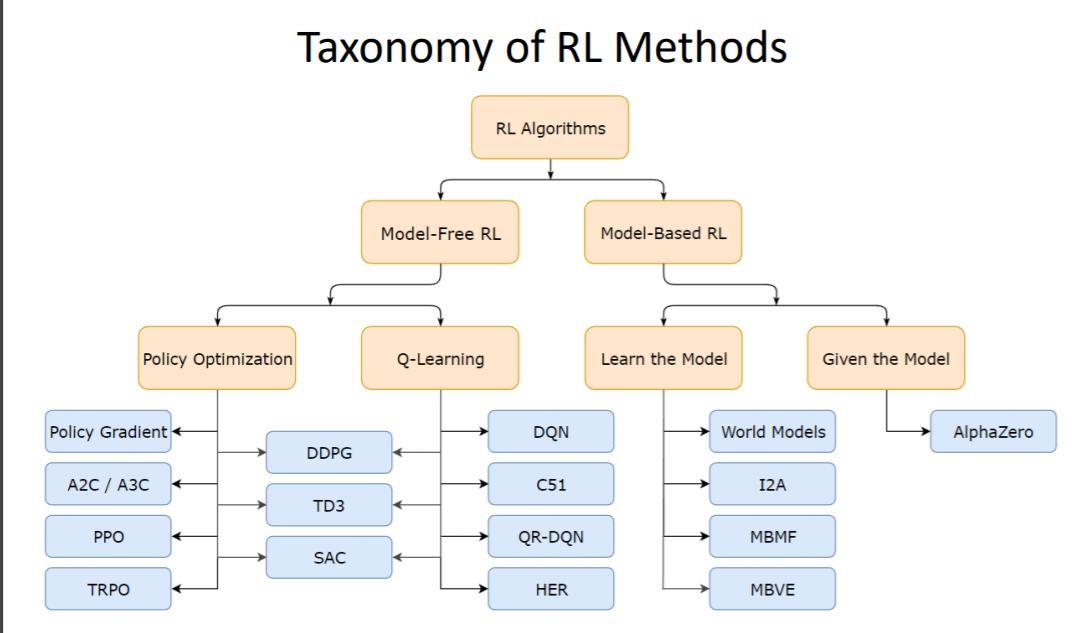 Taxonomy of RL Methods
RL Algorithms
Model-Free RL
Model-Based RL
Policy Optimization
Q-Learning
Learn the Model
Given the Model
Policy Gradient
A2C / A3C
PPO
TRPO
DDPG
TD3
SAC
DQN
C51
QR-DQN
HER
World Models
I2A
MBMF
MBVE
AlphaZero